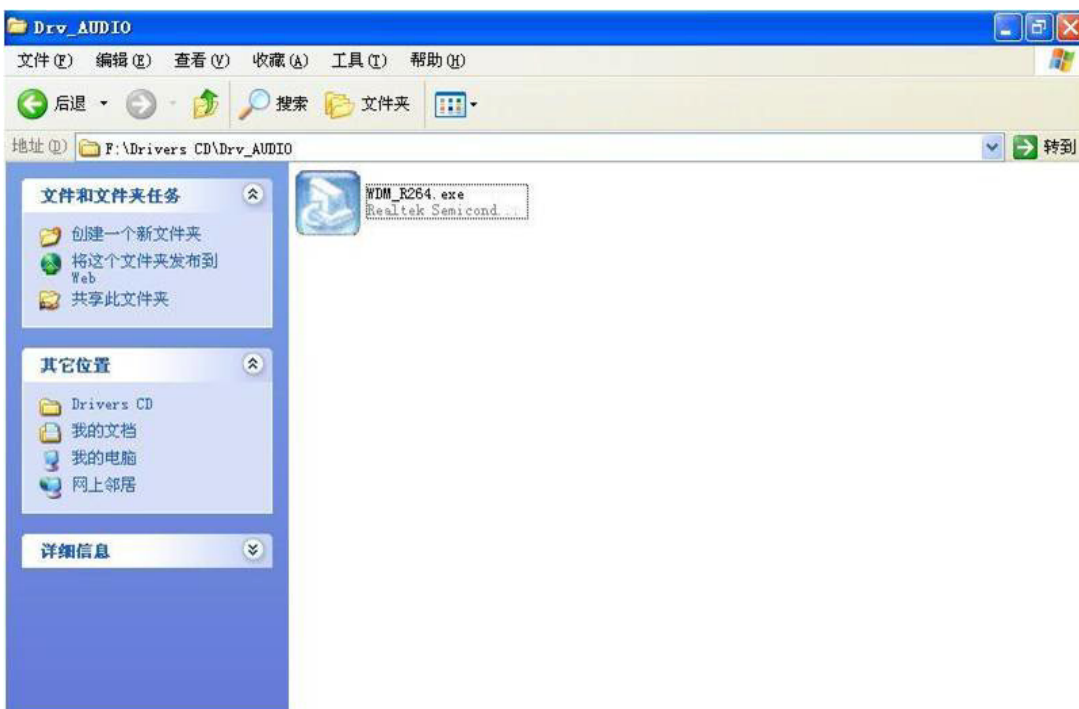 Drv_AUDIO
文件(F) 编辑(E) 查看(V) 收藏(A) 工具(T) 帮助(H)
后退 搜索 文件夹
地址(D) F:\Drivers CD\Drv_AUDIO 转到
文件和文件夹任务
创建一个新文件夹
将这个文件夹发布到
Web
共享此文件夹
其它位置
Drivers CD
我的文档
我的电脑
网上邻居
详细信息
WDM_R264.exe
Realtek Semicond...